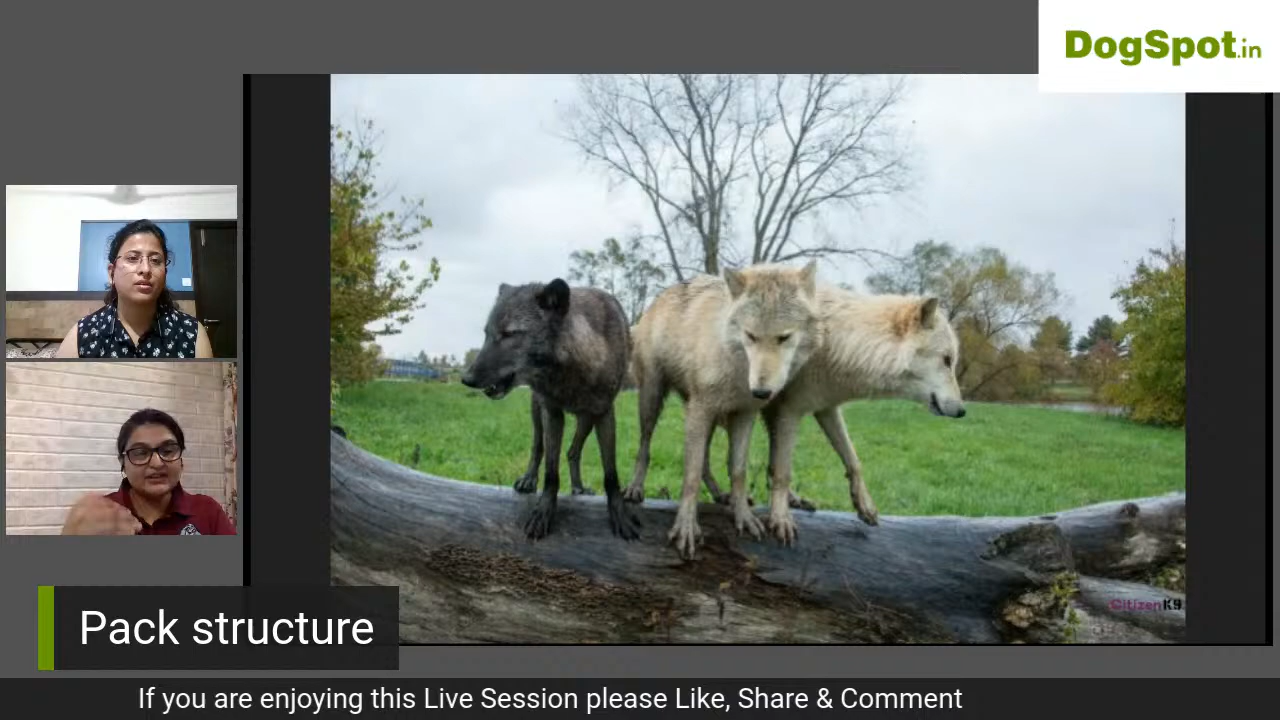 DogSpot.in
CitizenK9
Pack structure
If you are enjoying this Live Session please Like, Share & Comment